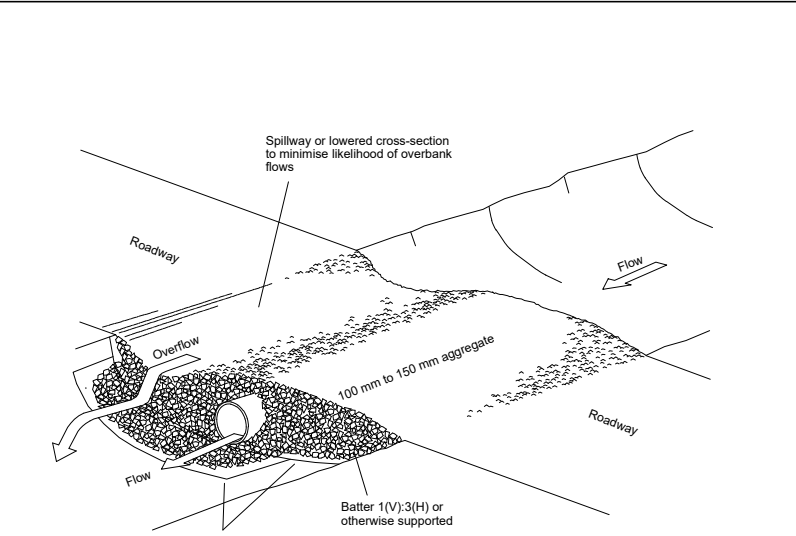 Spillway or lowered cross-section
to minimise likelihood of overbank
flows
Roadway
Flow
Overflow
100 mm to 150 mm aggregate
Roadway
Flow
Batter 1(V):3(H) or
otherwise supported